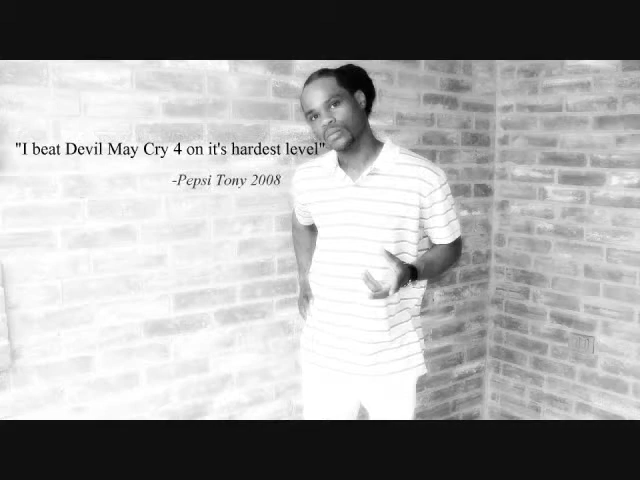 "I beat Devil May Cry 4 on it's hardest level"
-Pepsi Tony 2008